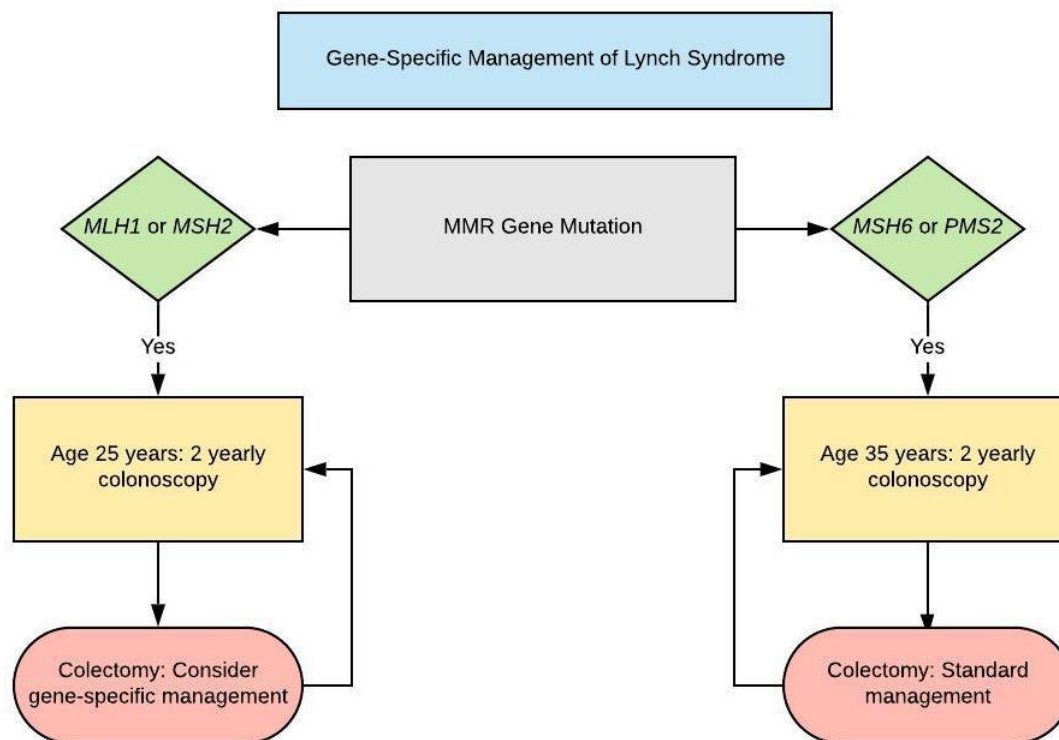 Gene-Specific Management of Lynch Syndrome
MLH1 or MSH2
MMR Gene Mutation
MSH6 or PMS2
Yes
Yes
Age 25 years: 2 yearly
colonoscopy
Age 35 years: 2 yearly
colonoscopy
Colectomy: Consider
gene-specific management
Colectomy: Standard
management